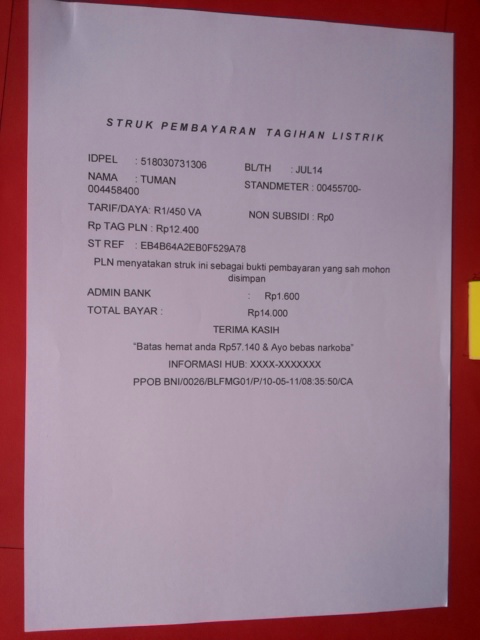 STRUK PEMBAYARAN TAGIHAN LISTRIK
IDPEL : 518030731306 BL/TH : JUL14
NAMA : TUMAN STANDMETER : 00455700-
004458400
TARIF/DAYA: R1/450 VA NON SUBSIDI : Rp0
Rp TAG PLN : Rp12.400
ST REF : EB4B64A2EB0F529A78
PLN menyatakan struk ini sebagai bukti pembayaran yang sah mohon
disimpan
ADMIN BANK : Rp1.600
TOTAL BAYAR : Rp14.000
TERIMA KASIH
“Batas hemat anda Rp57.140 & Ayo bebas narkoba”
INFORMASI HUB: XXXX-XXXXXXX
PPOB BNI/0026/BLFMG01/P/10-05-11/08:35:50/CA